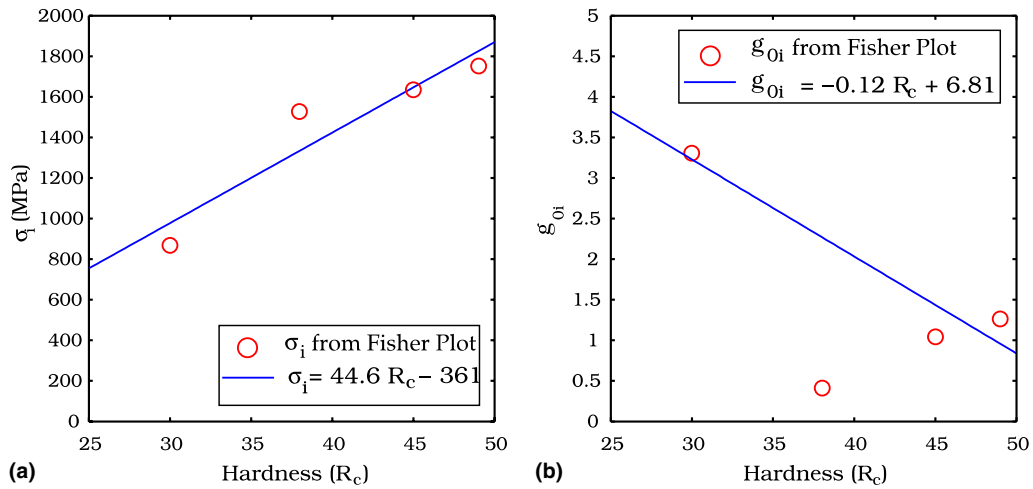 2000
1800
1600
1400
1200
1000
800
600
400
200
0
σi (MPa)
σi from Fisher Plot
σi = 44.6 Rc − 361
25 30 35 40 45 50
(a) Hardness (Rc)
5
4.5
4
3.5
3
2.5
2
1.5
1
0.5
0
g0i
g0i from Fisher Plot
g0i = −0.12 Rc + 6.81
25 30 35 40 45 50
(b) Hardness (Rc)